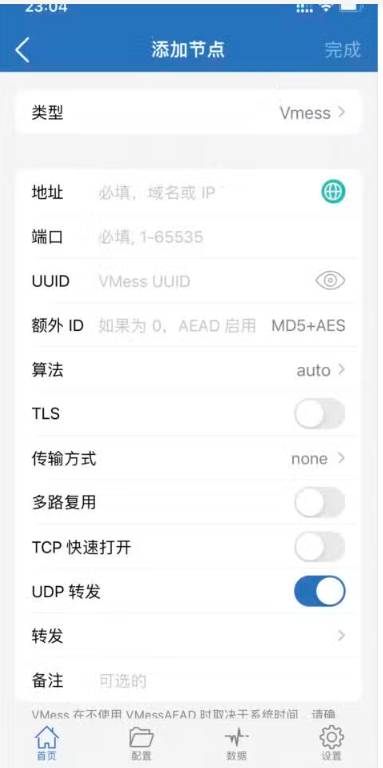 23:04
添加节点 完成
类型 Vmess
地址 必填，域名或 IP
端口 必填, 1-65535
UUID VMess UUID
额外 ID 如果为 0，AEAD 启用 MD5+AES
算法 auto
TLS
传输方式 none
多路复用
TCP 快速打开
UDP 转发
转发
备注 可选的
VMess 在不使用 VMessAEAD 时取决于系统时间，请确
首页 配置 数据 设置